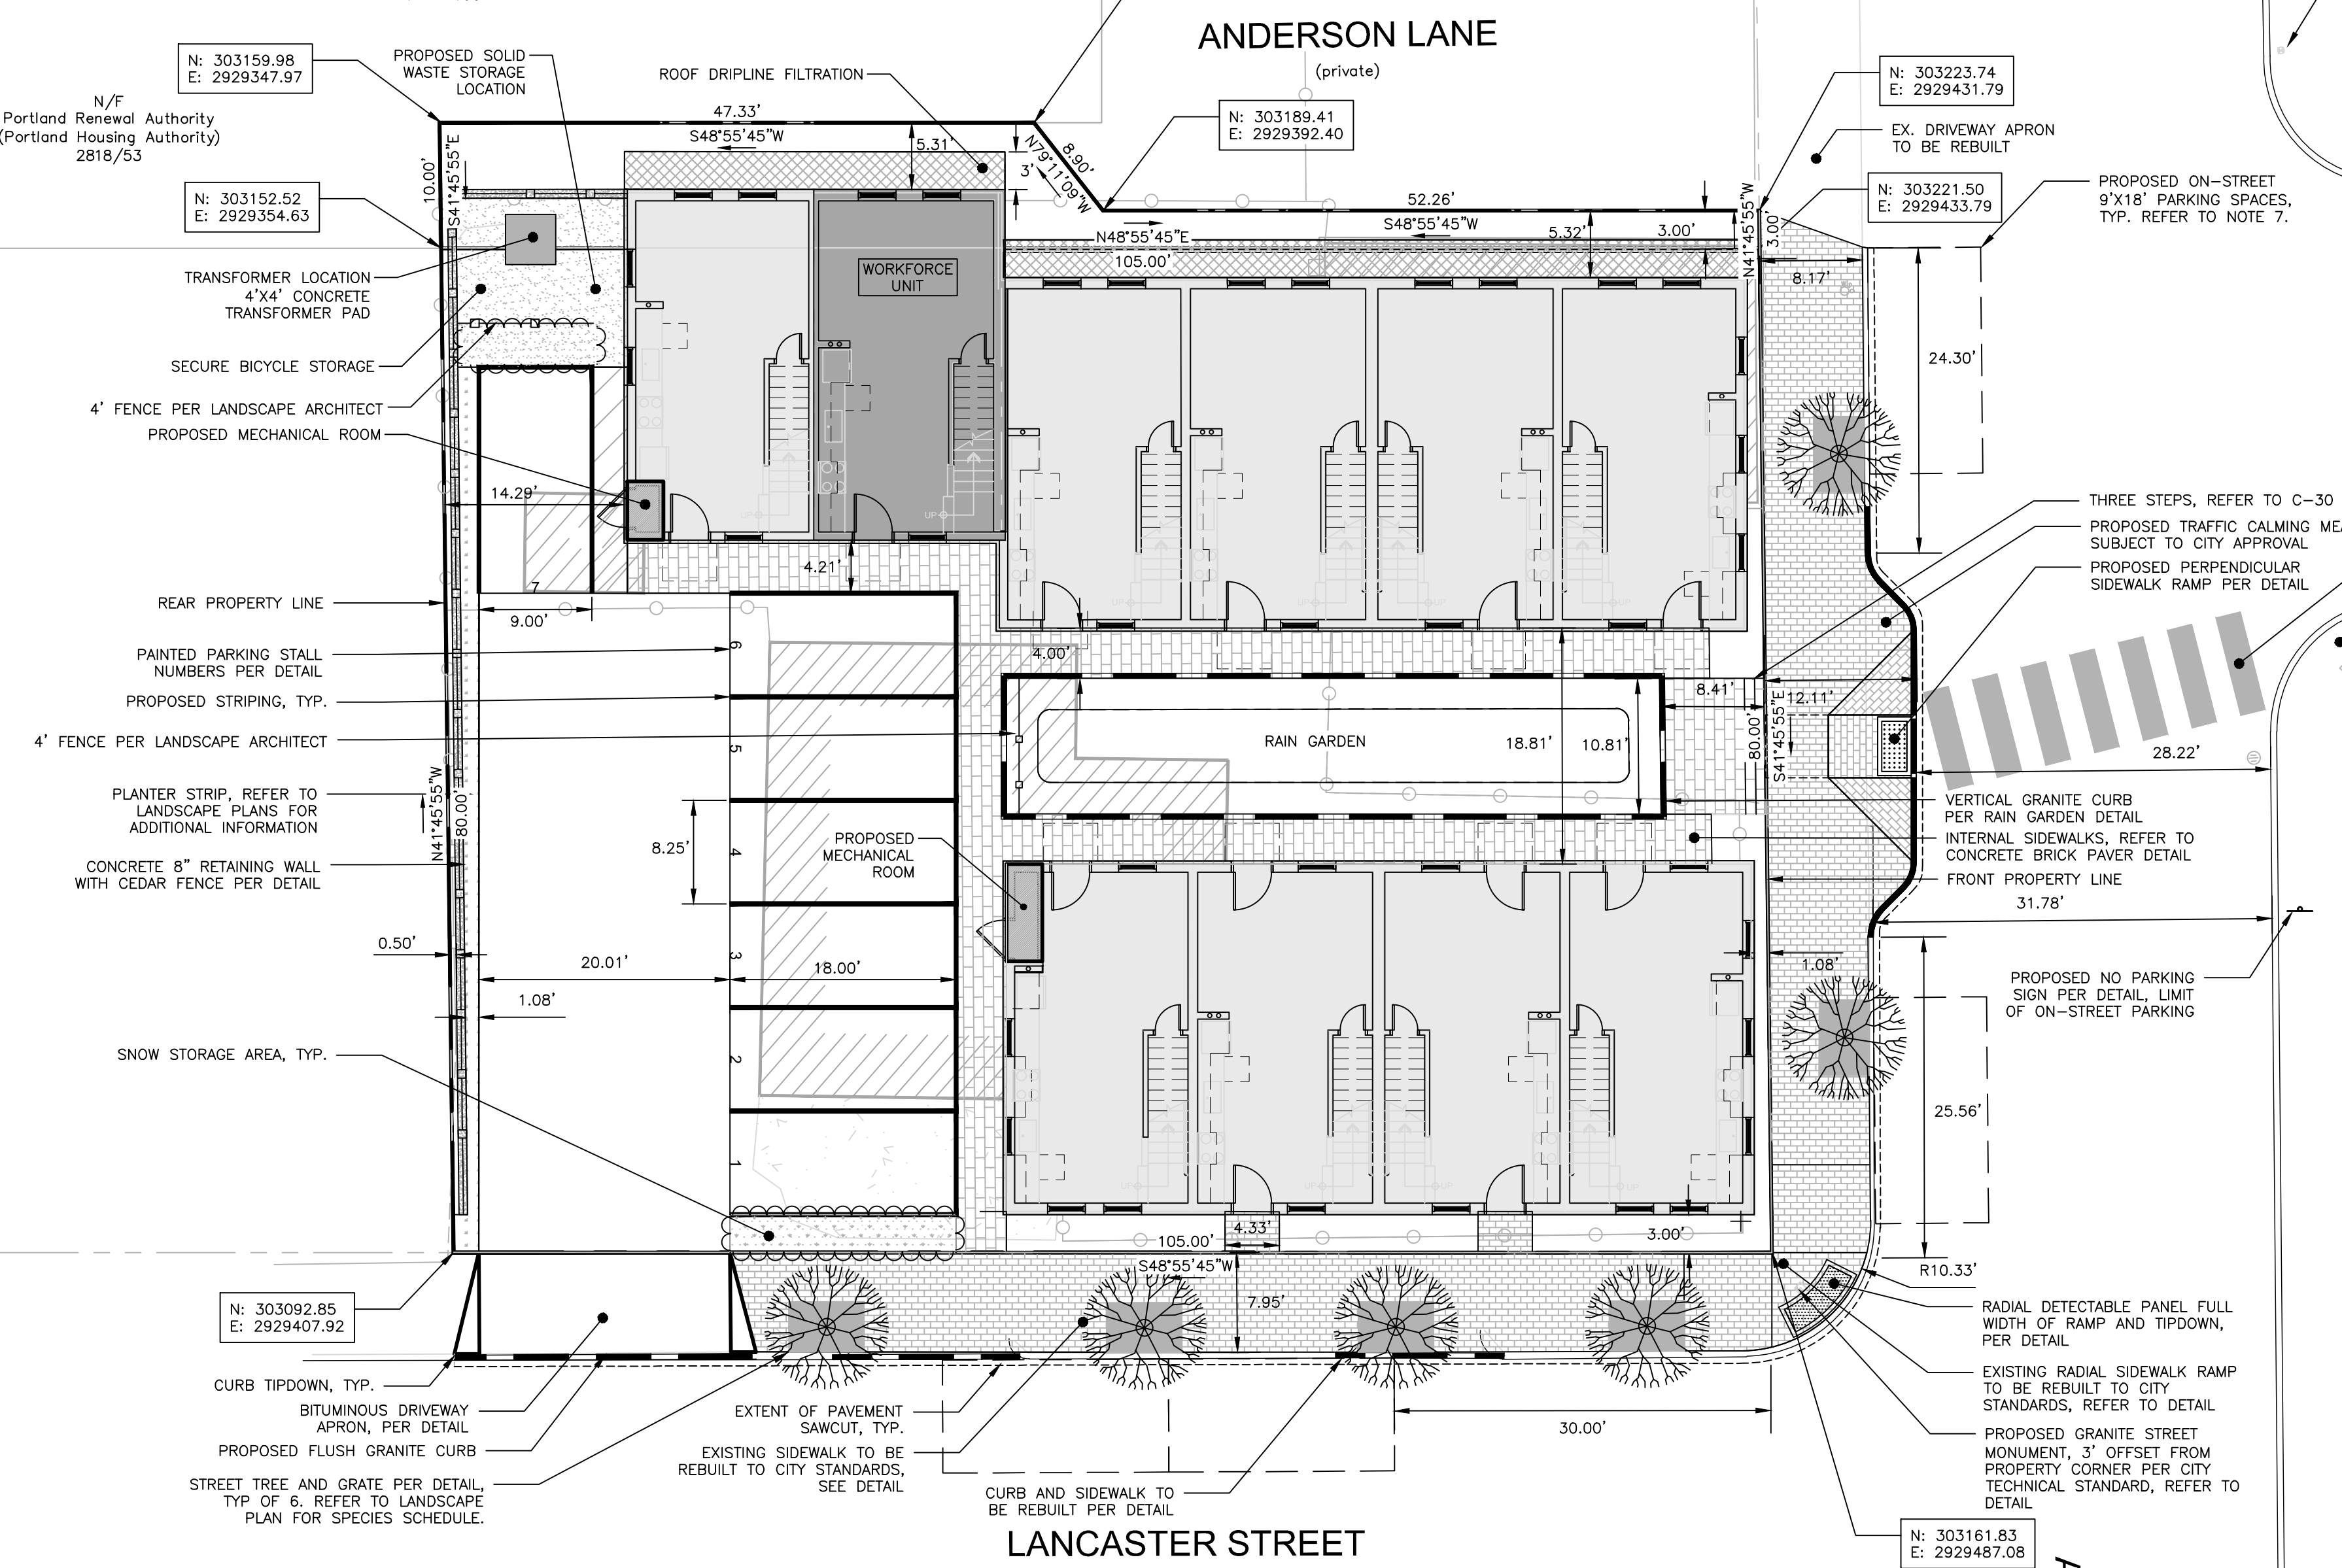 ANDERSON LANE
(private)
N: 303159.98
E: 2929347.97
PROPOSED SOLID
WASTE STORAGE
LOCATION
ROOF DRIPLINE FILTRATION
N/F
Portland Renewal Authority
(Portland Housing Authority)
2818/53
47.33'
S48°55'45"W
5.31'
3'
8.90'
N79°11'09"W
N: 303189.41
E: 2929392.40
N: 303223.74
E: 2929431.79
EX. DRIVEWAY APRON
TO BE REBUILT
N: 303221.50
E: 2929433.79
PROPOSED ON-STREET
9'X18' PARKING SPACES,
TYP. REFER TO NOTE 7.
10.00'
S41°45'55"E
N: 303152.52
E: 2929354.63
52.26'
S48°55'45"W
N48°55'45"E
105.00'
5.32'
3.00'
N41°45'55"W
3.00'
8.17'
24.30'
WORKFORCE
UNIT
TRANSFORMER LOCATION
4'X4' CONCRETE
TRANSFORMER PAD
SECURE BICYCLE STORAGE
4' FENCE PER LANDSCAPE ARCHITECT
PROPOSED MECHANICAL ROOM
14.29'
UP
UP
4.21'
7
9.00'
REAR PROPERTY LINE
PAINTED PARKING STALL
NUMBERS PER DETAIL
PROPOSED STRIPING, TYP.
4' FENCE PER LANDSCAPE ARCHITECT
PLANTER STRIP, REFER TO
LANDSCAPE PLANS FOR
ADDITIONAL INFORMATION
CONCRETE 8" RETAINING WALL
WITH CEDAR FENCE PER DETAIL
N41°45'55"W
80.00'
UP
UP
UP
UP
THREE STEPS, REFER TO C-30
PROPOSED TRAFFIC CALMING MEA
SUBJECT TO CITY APPROVAL
PROPOSED PERPENDICULAR
SIDEWALK RAMP PER DETAIL
4.00'
RAIN GARDEN
18.81'
10.81'
8.41'
80.00'
S41°45'55"E
12.11'
28.22'
VERTICAL GRANITE CURB
PER RAIN GARDEN DETAIL
INTERNAL SIDEWALKS, REFER TO
CONCRETE BRICK PAVER DETAIL
FRONT PROPERTY LINE
31.78'
6
5
4
3
2
1
8.25'
PROPOSED
MECHANICAL
ROOM
0.50'
20.01'
18.00'
1.08'
1.08'
PROPOSED NO PARKING
SIGN PER DETAIL, LIMIT
OF ON-STREET PARKING
SNOW STORAGE AREA, TYP.
25.56'
UP
UP
UP
UP
4.33'
105.00'
3.00'
S48°55'45"W
7.95'
R10.33'
N: 303092.85
E: 2929407.92
RADIAL DETECTABLE PANEL FULL
WIDTH OF RAMP AND TIPDOWN,
PER DETAIL
EXISTING RADIAL SIDEWALK RAMP
TO BE REBUILT TO CITY
STANDARDS, REFER TO DETAIL
PROPOSED GRANITE STREET
MONUMENT, 3' OFFSET FROM
PROPERTY CORNER PER CITY
TECHNICAL STANDARD, REFER TO
DETAIL
CURB TIPDOWN, TYP.
BITUMINOUS DRIVEWAY
APRON, PER DETAIL
PROPOSED FLUSH GRANITE CURB
STREET TREE AND GRATE PER DETAIL,
TYP OF 6. REFER TO LANDSCAPE
PLAN FOR SPECIES SCHEDULE.
EXTENT OF PAVEMENT
SAWCUT, TYP.
EXISTING SIDEWALK TO BE
REBUILT TO CITY STANDARDS,
SEE DETAIL
CURB AND SIDEWALK TO
BE REBUILT PER DETAIL
30.00'
LANCASTER STREET
N: 303161.83
E: 2929487.08